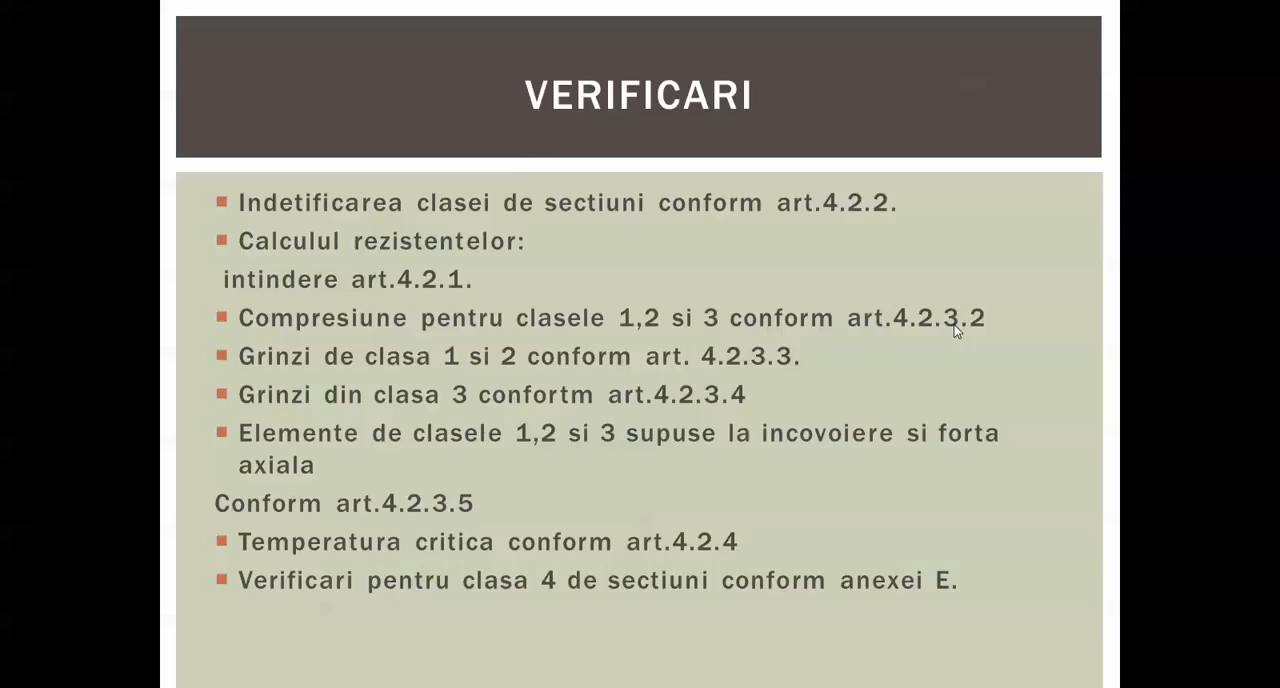 VERIFICARI
Indetificarea clasei de sectiuni conform art.4.2.2.
Calculul rezistentelor:
intindere art.4.2.1.
Compresiune pentru clasele 1,2 si 3 conform art.4.2.3.2
Grinzi de clasa 1 si 2 conform art. 4.2.3.3.
Grinzi din clasa 3 confortm art.4.2.3.4
Elemente de clasele 1,2 si 3 supuse la incovoiere si forta
axiala
Conform art.4.2.3.5
Temperatura critica conform art.4.2.4
Verificari pentru clasa 4 de sectiuni conform anexei E.